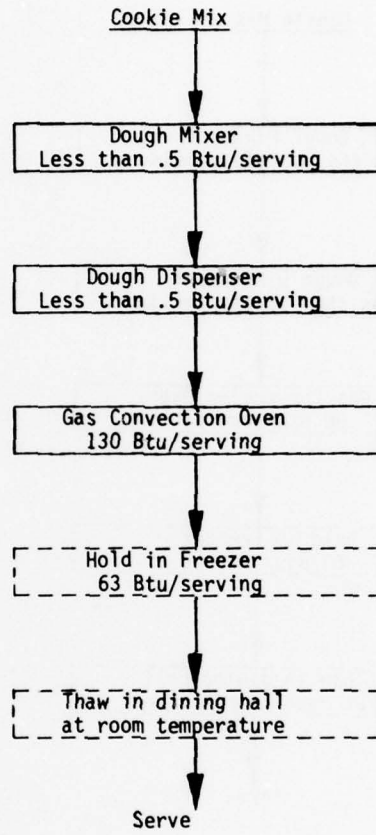 Cookie Mix
Dough Mixer
Less than .5 Btu/serving
Dough Dispenser
Less than .5 Btu/serving
Gas Convection Oven
130 Btu/serving
Hold in Freezer
63 Btu/serving
Thaw in dining hall
at room temperature
Serve